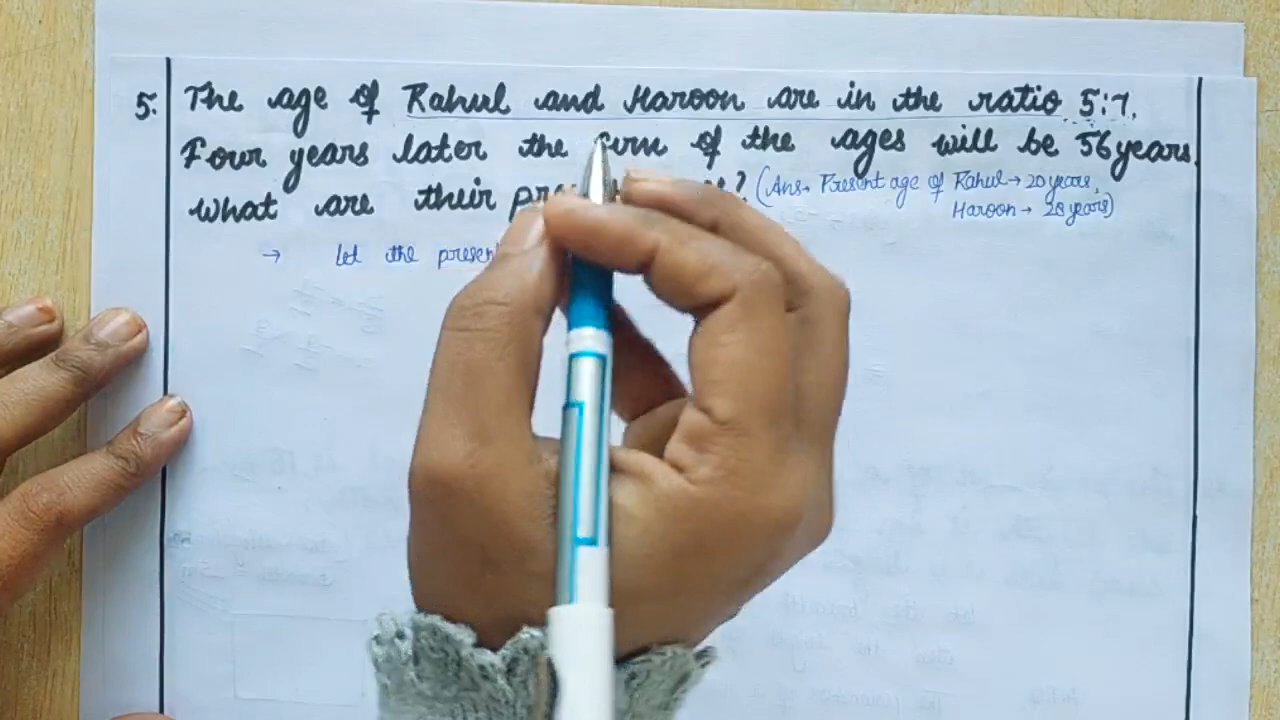 5. The age of Rahul and Haroon are in the ratio 5:7.
Four years later the sum of the ages will be 56 years.
What are their ?
(Ans→ Present age of Rahul → 20 years,
Haroon → 28 years)
→ Let the present